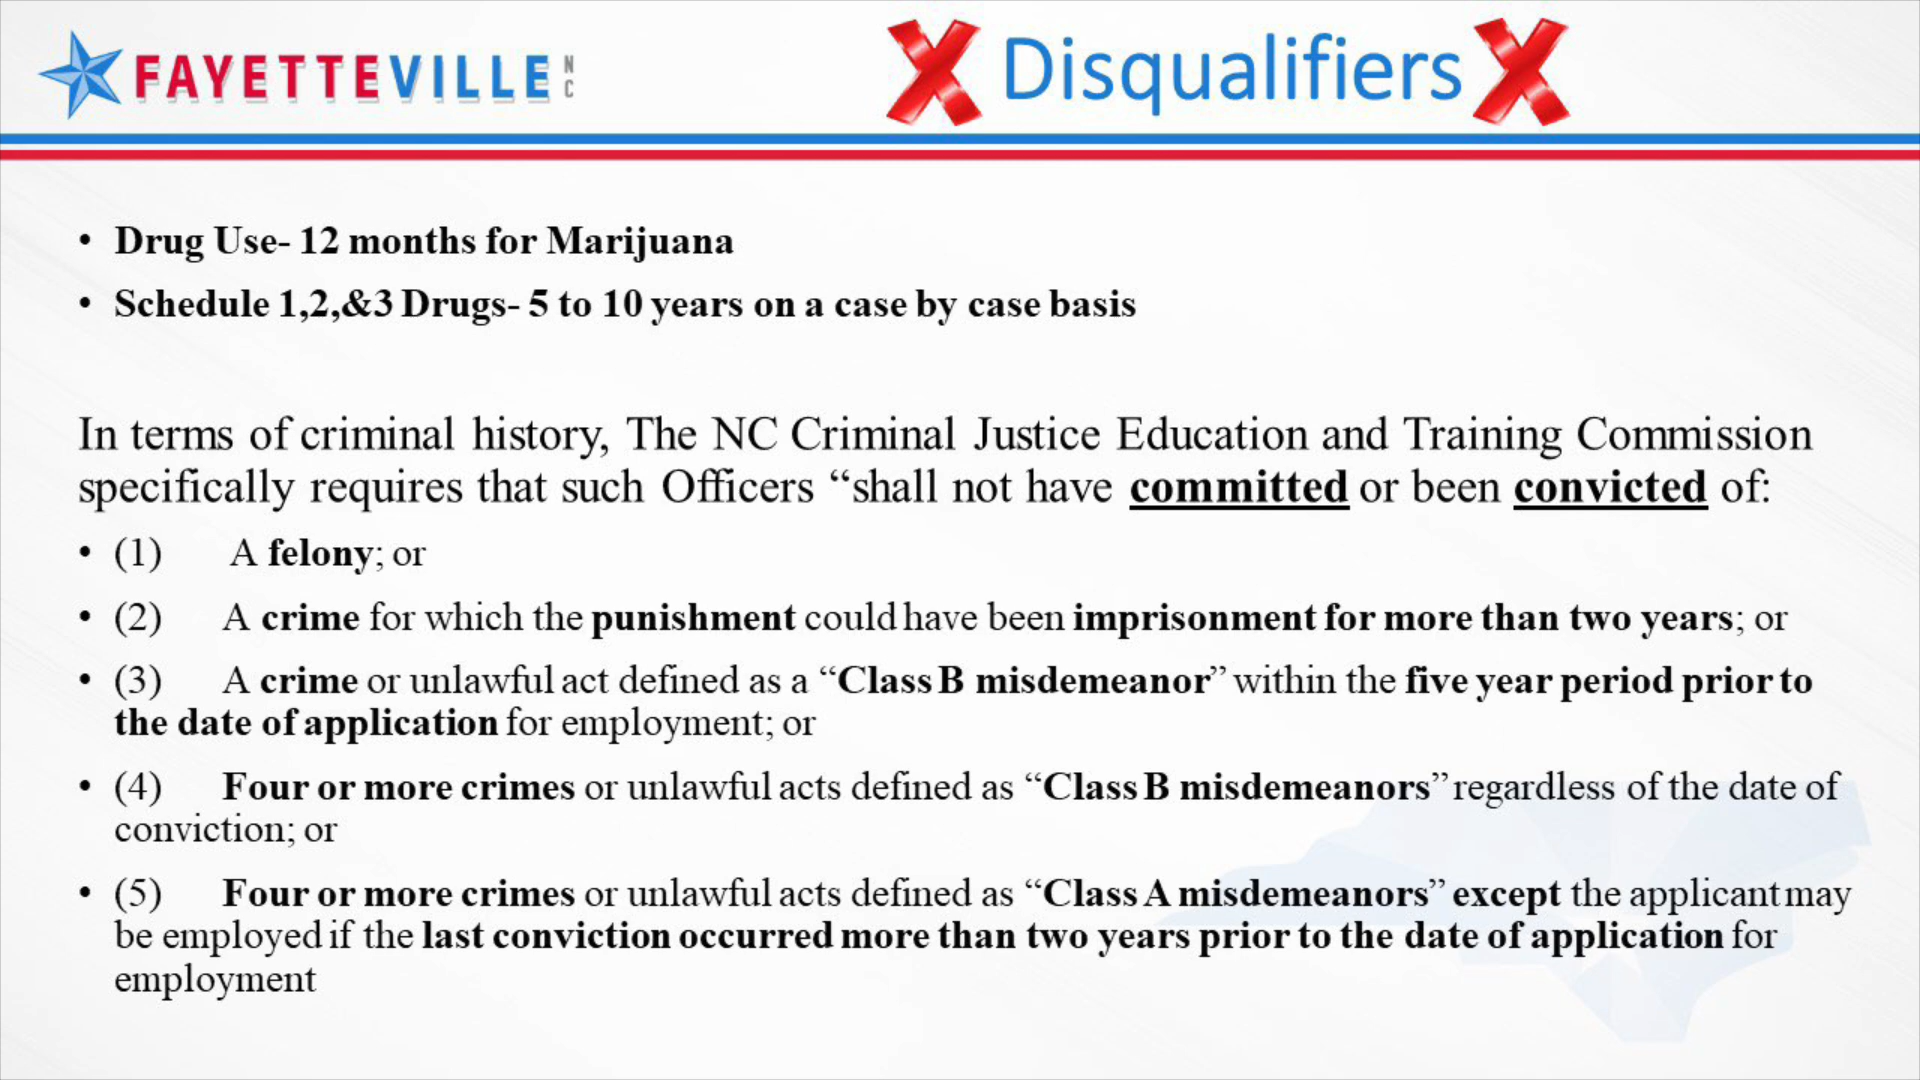 FAYETTEVILLE NC
Disqualifiers
• Drug Use- 12 months for Marijuana
• Schedule 1,2,&3 Drugs- 5 to 10 years on a case by case basis
In terms of criminal history, The NC Criminal Justice Education and Training Commission
specifically requires that such Officers “shall not have committed or been convicted of:
• (1) A felony; or
• (2) A crime for which the punishment could have been imprisonment for more than two years; or
• (3) A crime or unlawful act defined as a “Class B misdemeanor” within the five year period prior to
the date of application for employment; or
• (4) Four or more crimes or unlawful acts defined as “Class B misdemeanors” regardless of the date of
conviction; or
• (5) Four or more crimes or unlawful acts defined as “Class A misdemeanors” except the applicant may
be employed if the last conviction occurred more than two years prior to the date of application for
employment